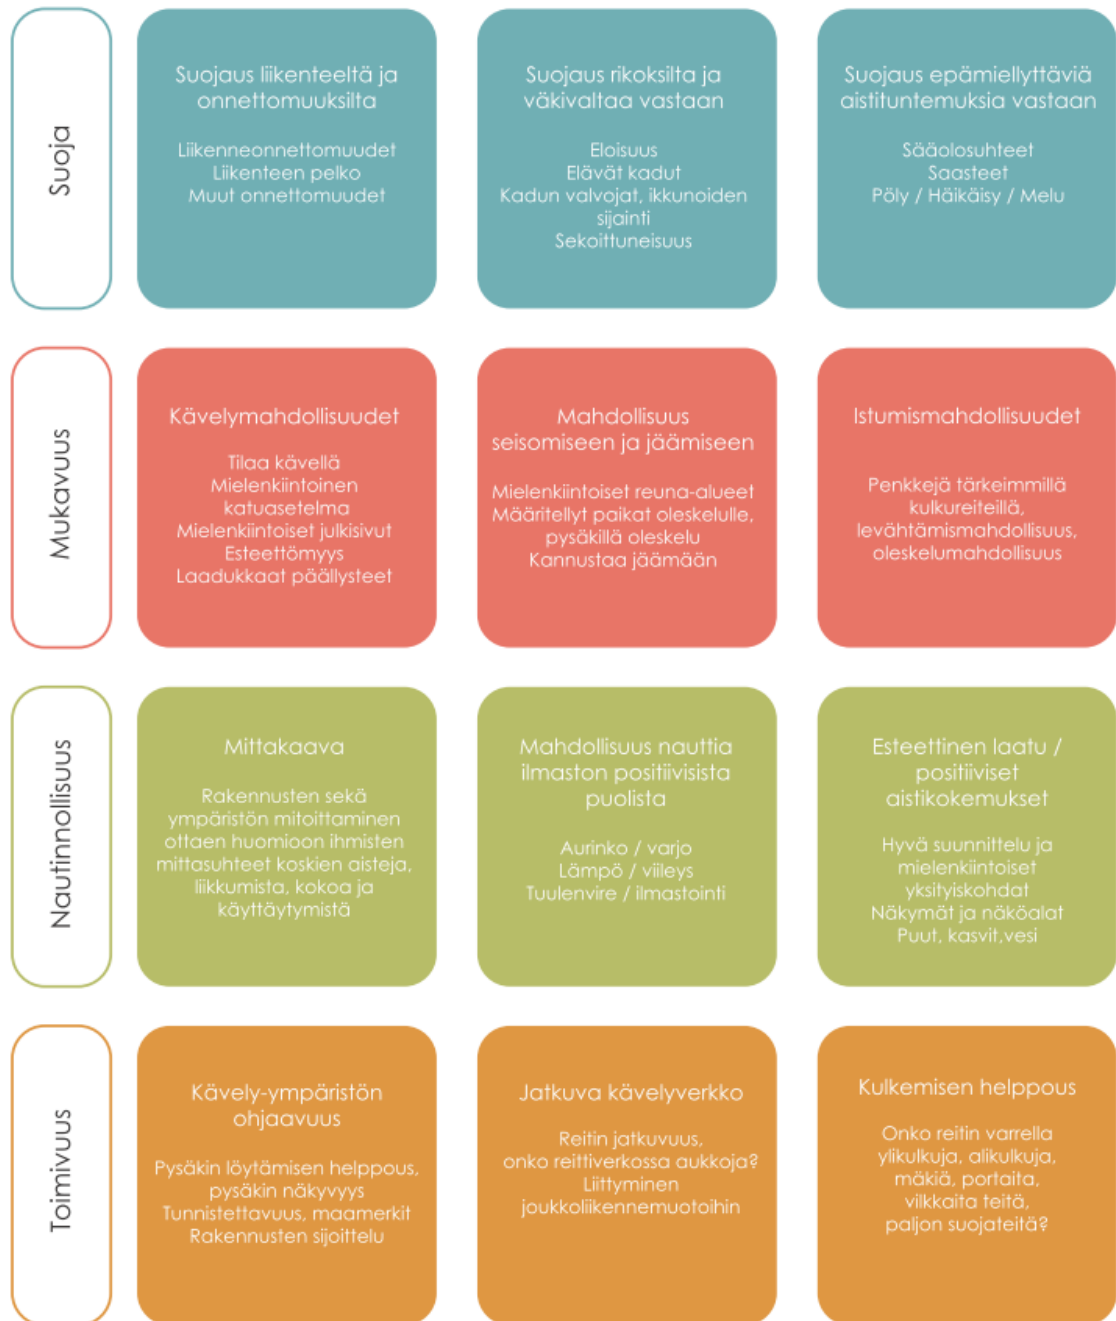 Suoja
Suojaus liikenteeltä ja
onnettomuuksilta
Liikenneonnettomuudet
Liikenteen pelko
Muut onnettomuudet
Suojaus rikoksilta ja
väkivaltaa vastaan
Eloisuus
Elävät kadut
Kadun valvojat, ikkunoiden
sijainti
Sekoittuneisuus
Suojaus epämiellyttäviä
aistituntemuksia vastaan
Sääolosuhteet
Saasteet
Pöly / Häikäisy / Melu
Mukavuus
Kävelymahdollisuudet
Tilaa kävellä
Mielenkiintoinen
katuasetelma
Mielenkiintoiset julkisivut
Esteettömyys
Laadukkaat päällysteet
Mahdollisuus
seisomiseen ja jäämiseen
Mielenkiintoiset reuna-alueet
Määritellyt paikat oleskelulle,
pysäkillä oleskelu
Kannustaa jäämään
Istumismahdollisuudet
Penkkejä tärkeimmillä
kulkureiteillä,
levähtämismahdollisuus,
oleskelumahdollisuus
Nautinnollisuus
Mittakaava
Rakennusten sekä
ympäristön mitoittaminen
ottaen huomioon ihmisten
mittasuhteet koskien aisteja,
liikkumista, kokoa ja
käyttäytymistä
Mahdollisuus nauttia
ilmaston positiivisista
puolista
Aurinko / varjo
Lämpö / viileys
Tuulenvire / ilmastointi
Esteettinen laatu /
positiiviset
aistikokemukset
Hyvä suunnittelu ja
mielenkiintoiset
yksityiskohdat
Näkymät ja näköalat
Puut, kasvit,vesi
Toimivuus
Kävely-ympäristön
ohjaavuus
Pysäkin löytämisen helppous,
pysäkin näkyvyys
Tunnistettavuus, maamerkit
Rakennusten sijoittelu
Jatkuva kävelyverkko
Reitin jatkuvuus,
onko reittiverkossa aukkoja?
Liittyminen
joukkoliikennemuotoihin
Kulkemisen helppous
Onko reitin varrella
ylikulkuja, alikulkuja,
mäkiä, portaita,
vilkkaita teitä,
paljon suojateitä?